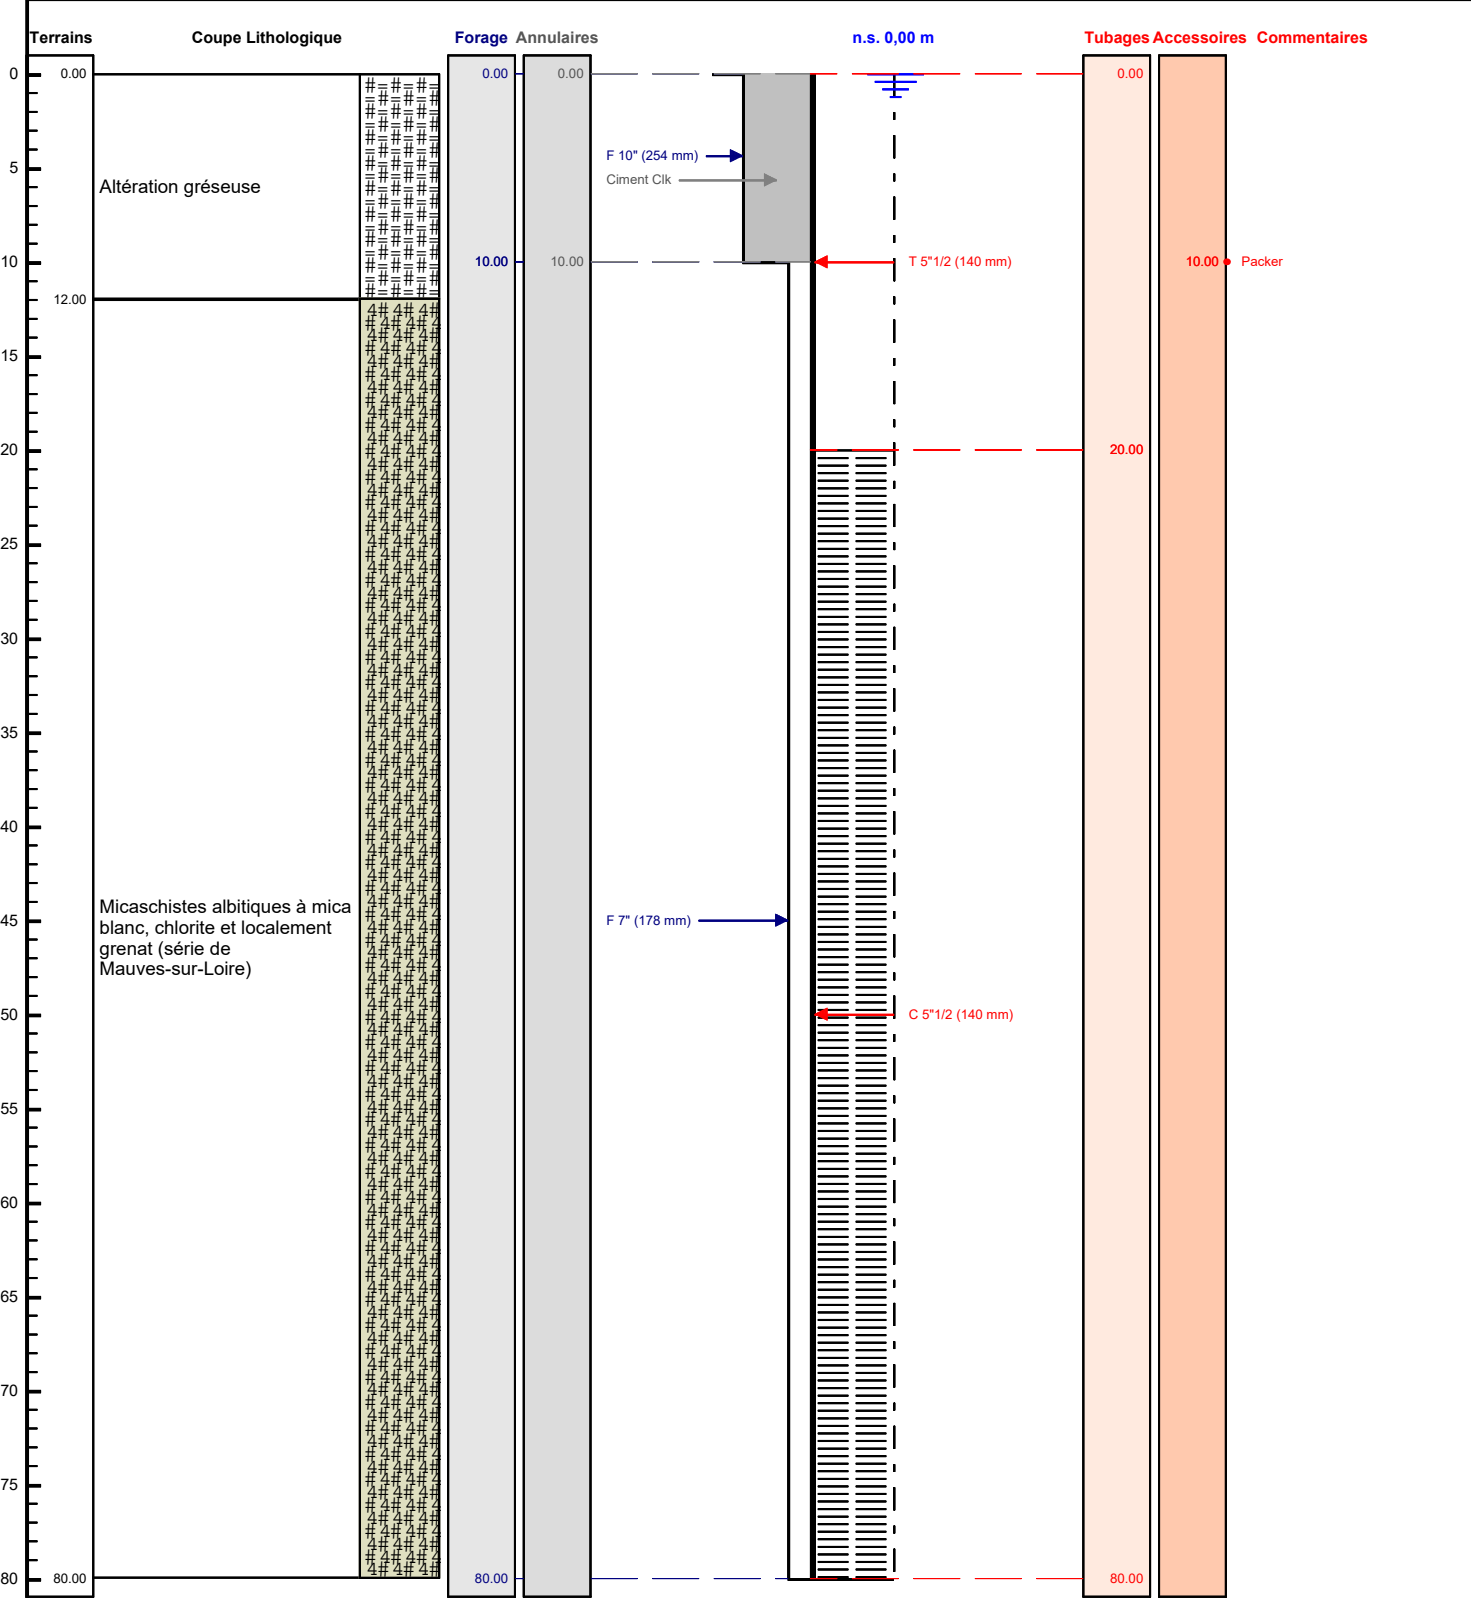 Terrains Coupe Lithologique Forage Annulaires n.s. 0,00 m Tubages Accessoires Commentaires
0 0.00 0.00 0.00 0.00
F 10" (254 mm)
5
Ciment Clk
Altération gréseuse
10 10.00 10.00 T 5"1/2 (140 mm) 10.00 Packer
12.00
15
20 20.00
25
30
35
40
Micaschistes albitiques à mica
45 F 7" (178 mm)
blanc, chlorite et localement
grenat (série de
Mauves-sur-Loire)
50 C 5"1/2 (140 mm)
55
60
65
70
75
80 80.00 80.00 80.00